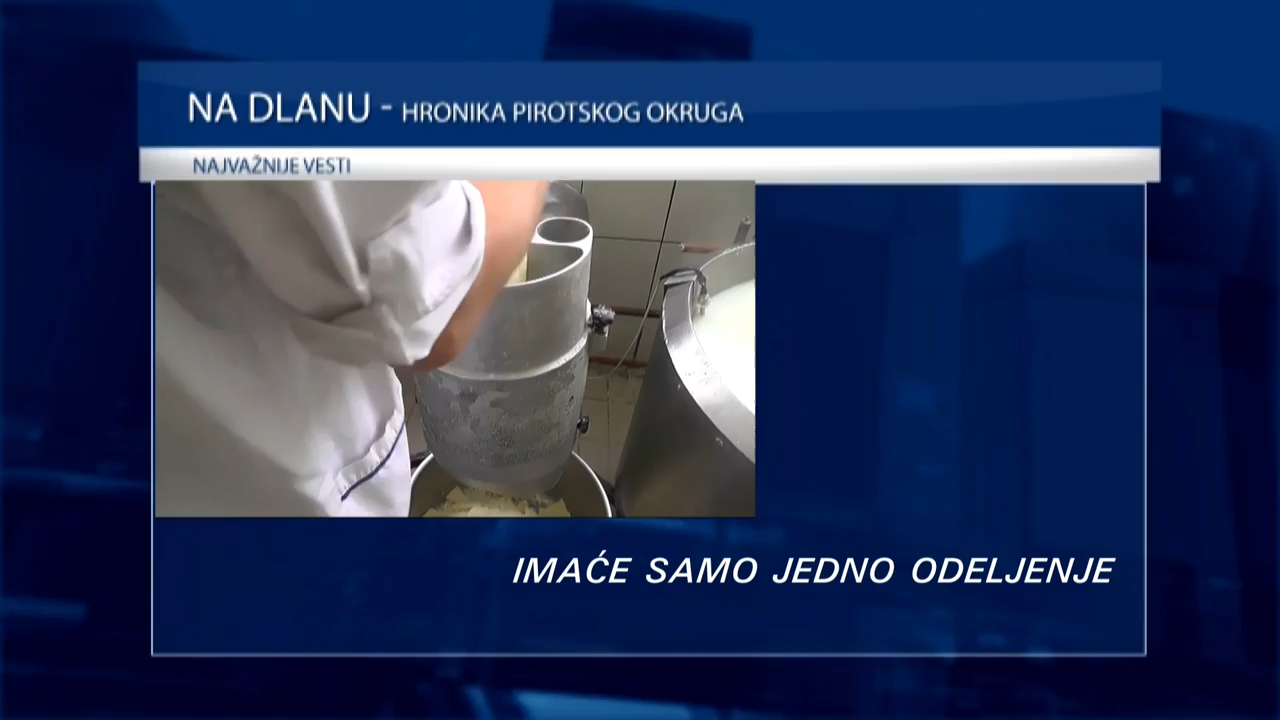 NA DLANU - HRONIKA PIROTSKOG OKRUGA
NAJVAŽNIJE VESTI
IMAĆE SAMO JEDNO ODELJENJE